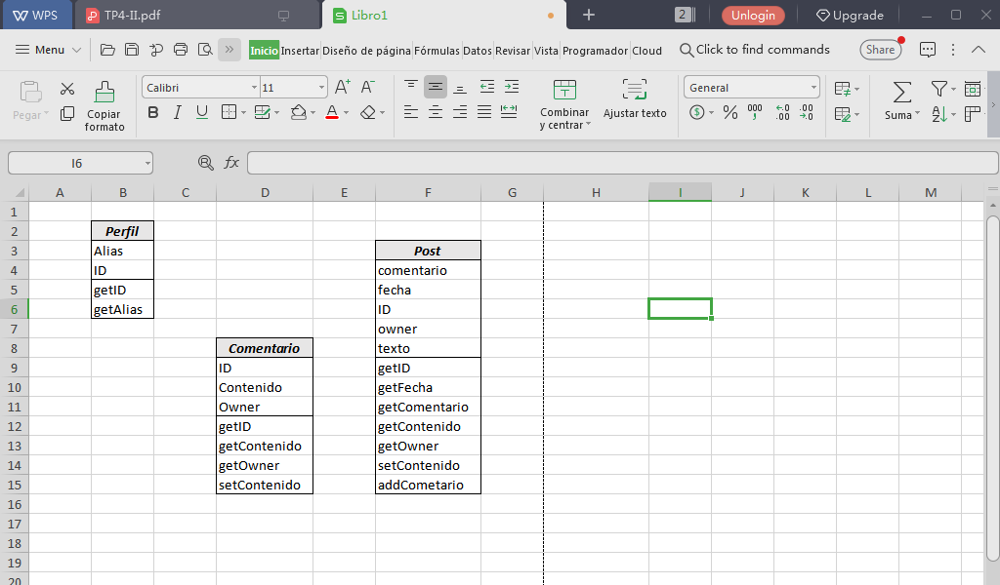 WPS TP4-II.pdf Libro1 2 Unlogin Upgrade
Menu Inicio Insertar Diseño de página Fórmulas Datos Revisar Vista Programador Cloud Click to find commands Share
Pegar Copiar formato Calibri 11 Combinar y centrar Ajustar texto General Suma
I6 fx
A B C D E F G H I J K L M
1
2 Perfil
3 Alias Post
4 ID comentario
5 getID fecha
6 getAlias ID
7 owner
8 Comentario texto
9 ID getID
10 Contenido getFecha
11 Owner getComentario
12 getID getContenido
13 getContenido getOwner
14 getOwner setContenido
15 setContenido addCometario
16
17
18
19
20